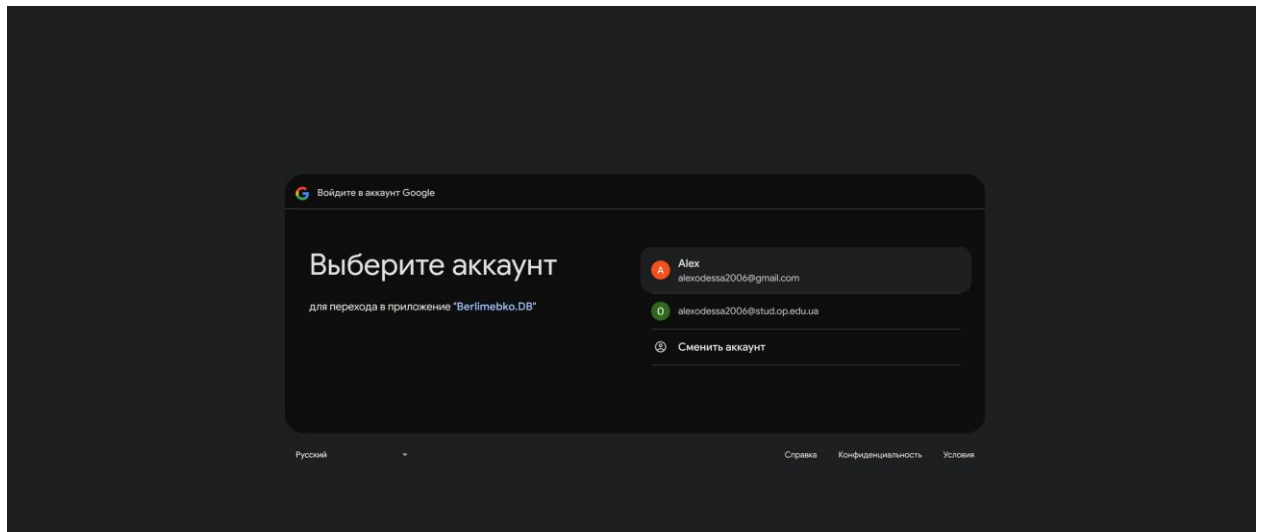 Войдите в аккаунт Google
Выберите аккаунт
для перехода в приложение "Berlimebko.DB"
A
Alex
alexodessa2006@gmail.com
O
alexodessa2006@stud.op.edu.ua
Сменить аккаунт
Русский
Справка Конфиденциальность Условия